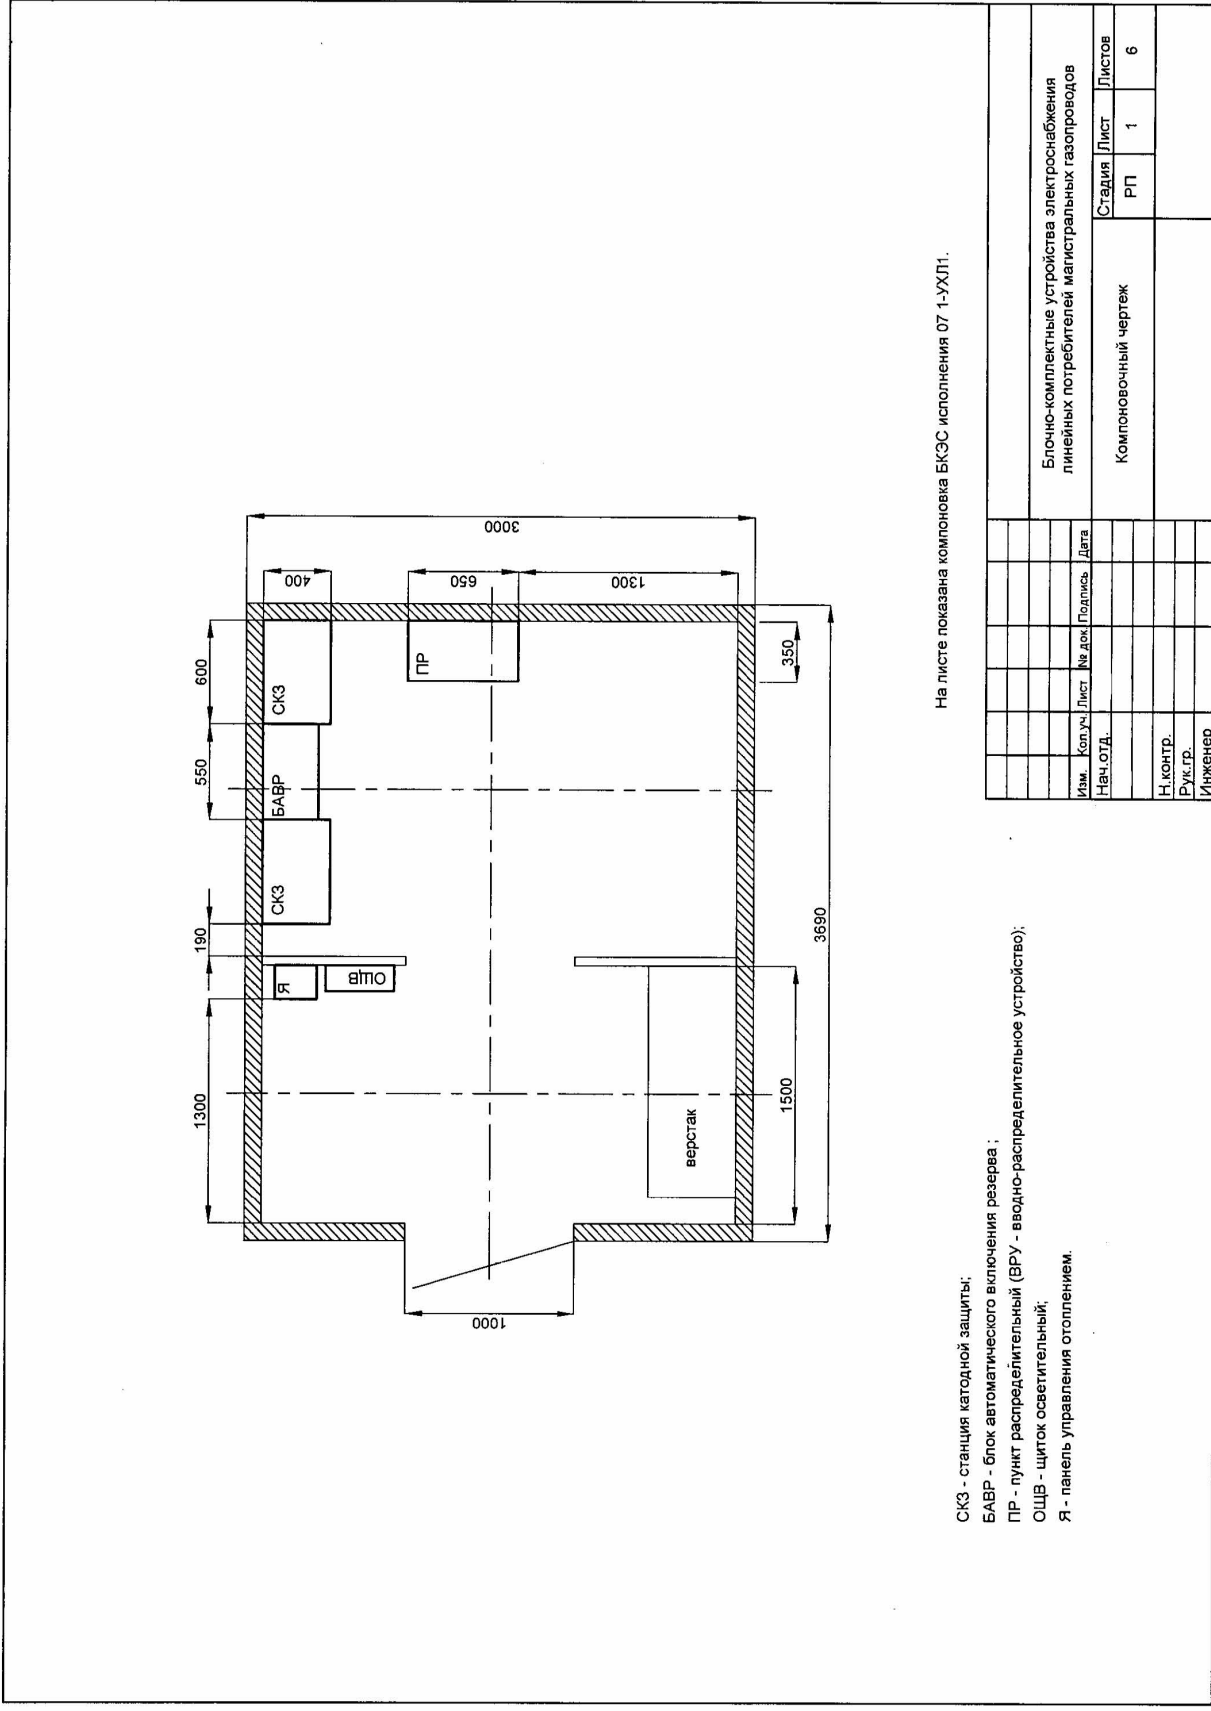 1300
190
550
600
400
3000
650
1300
350
Я
ОЩВ
СКЗ
БАВР
СКЗ
ПР
верстак
1000
1500
3690
На листе показана компоновка БКЭС исполнения 07 1-УХЛ1.
СКЗ - станция катодной защиты;
БАВР - блок автоматического включения резерва ;
ПР - пункт распределительный (ВРУ - вводно-распределительное устройство);
ОЩВ - щиток осветительный;
Я - панель управления отоплением.
Изм. Кол.уч. Лист № док. Подпись Дата
Нач.отд.
Н.контр.
Рук.гр.
Инженер
Блочно-комплектные устройства электроснабжения
линейных потребителей магистральных газопроводов
Компоновочный чертеж
Стадия Лист Листов
РП 1 6